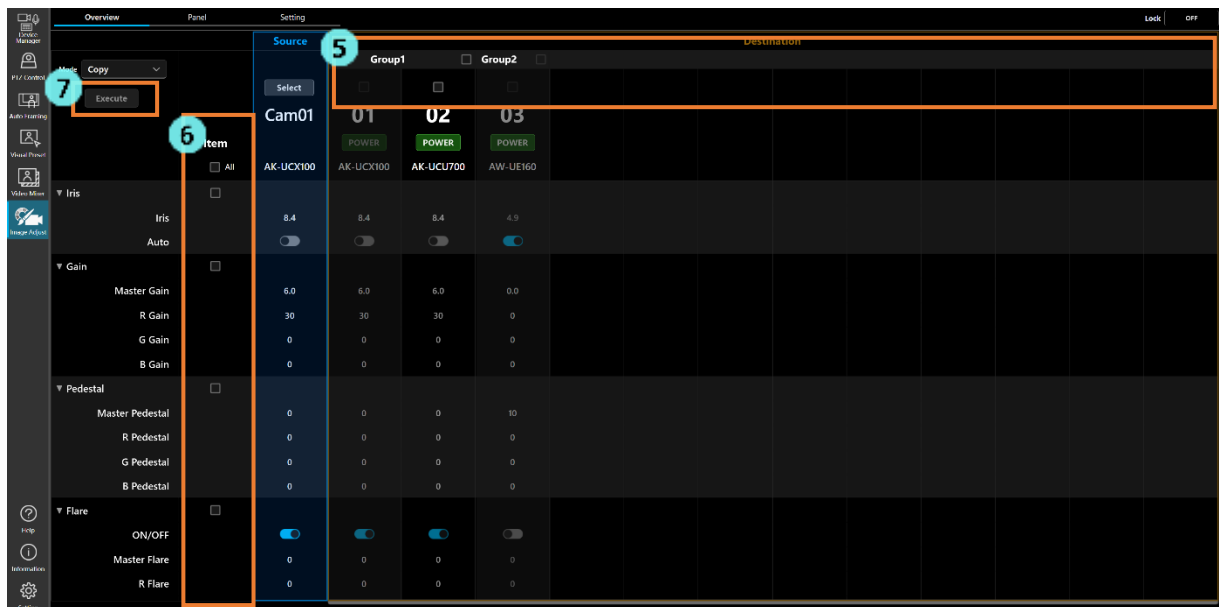 Overview Panel Setting Lock OFF
Device
Manager
Source Destination
5
Group1 Group2
PTZ Control
Mode Copy
7
Select
Execute
Auto Framing
Cam01 01 02 03
6 Item
POWER POWER POWER
Visual Preset
All AK-UCX100 AK-UCX100 AK-UCU700 AW-UE160
Video Mixer
▼ Iris
Image Adjust
Iris 8.4 8.4 8.4 4.9
Auto
▼ Gain
Master Gain 6.0 6.0 6.0 0.0
R Gain 30 30 30 0
G Gain 0 0 0 0
B Gain 0 0 0 0
▼ Pedestal
Master Pedestal 0 0 0 10
R Pedestal 0 0 0 0
G Pedestal 0 0 0 0
B Pedestal 0 0 0 0
▼ Flare
Help
ON/OFF
Master Flare 0 0 0 0
Information
R Flare 0 0 0 0